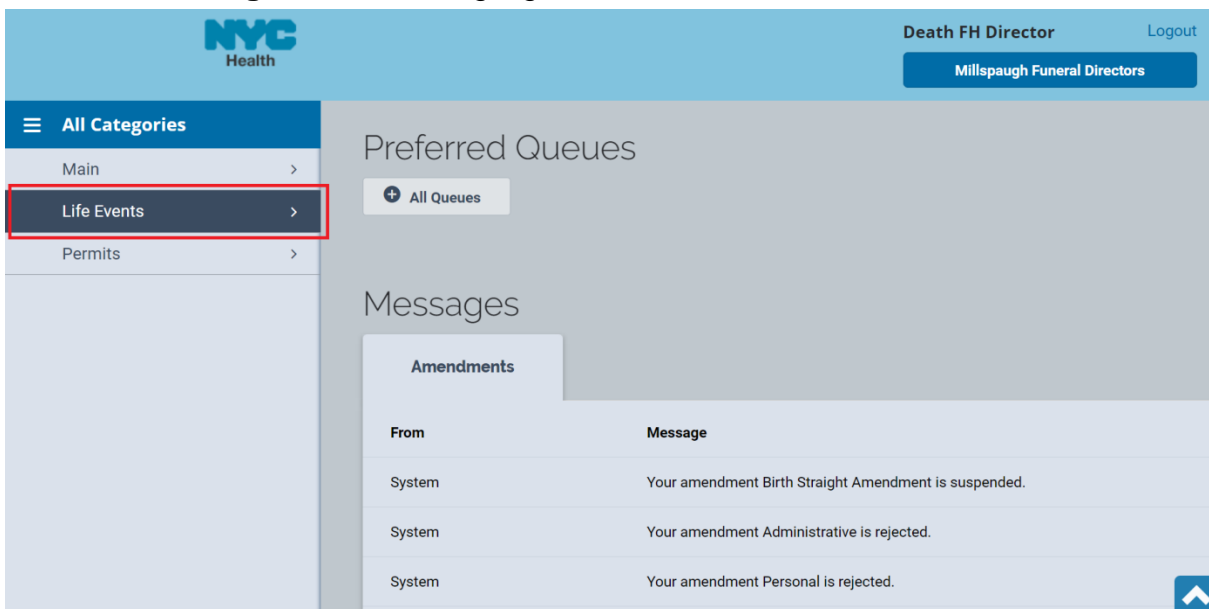 NYC
Health
Death FH Director Logout
Millspaugh Funeral Directors
All Categories
Main
Life Events
Permits
Preferred Queues
All Queues
Messages
Amendments
From Message
System Your amendment Birth Straight Amendment is suspended.
System Your amendment Administrative is rejected.
System Your amendment Personal is rejected.